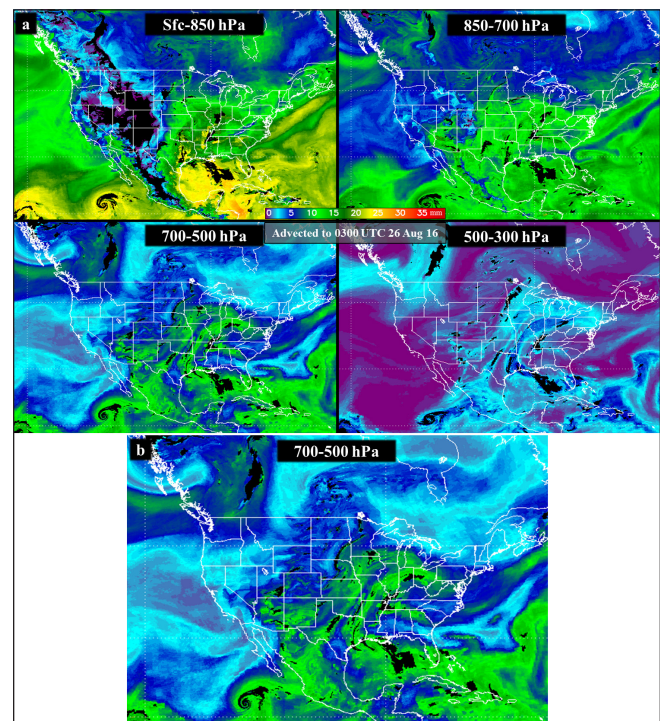 a
Sfc-850 hPa
850-700 hPa
0 5 10 15 20 25 30 35 mm
Advected to 0300 UTC 26 Aug 16
700-500 hPa
500-300 hPa
b
700-500 hPa